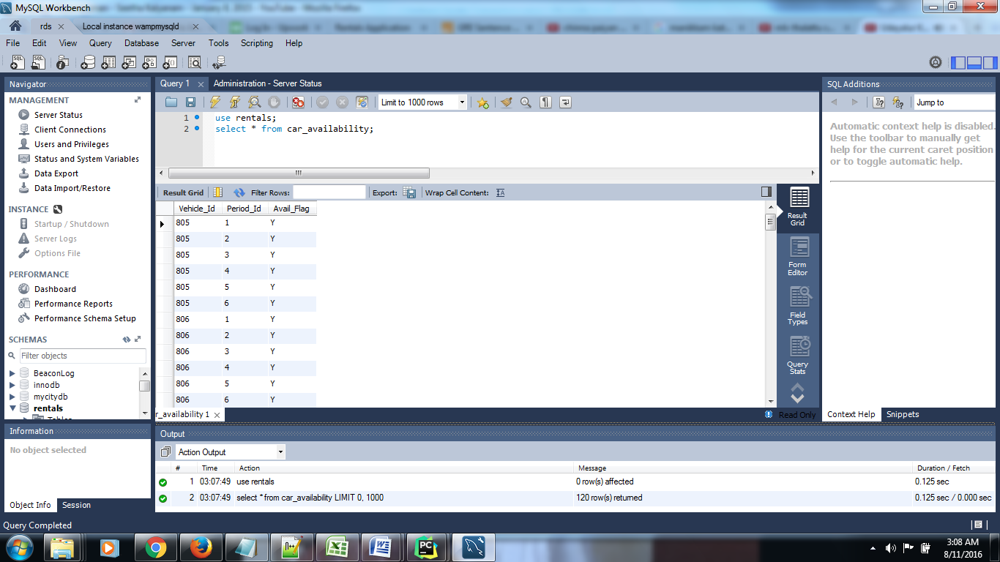 MySQL Workbench
rds
Local instance wampmysqld
File Edit View Query Database Server Tools Scripting Help
Navigator
MANAGEMENT
Server Status
Client Connections
Users and Privileges
Status and System Variables
Data Export
Data Import/Restore
INSTANCE
Startup / Shutdown
Server Logs
Options File
PERFORMANCE
Dashboard
Performance Reports
Performance Schema Setup
SCHEMAS
Filter objects
BeaconLog
innodb
mycitydb
rentals
Tables
Information
No object selected
Object Info Session
Query 1 Administration - Server Status
Limit to 1000 rows
1 use rentals;
2 select * from car_availability;
Result Grid Filter Rows: Export: Wrap Cell Content:
Vehicle_Id Period_Id Avail_Flag
805 1 Y
805 2 Y
805 3 Y
805 4 Y
805 5 Y
805 6 Y
806 1 Y
806 2 Y
806 3 Y
806 4 Y
806 5 Y
806 6 Y
Result
Grid
Form
Editor
Field
Types
Query
Stats
r_availability 1
Read Only
SQL Additions
Jump to
Automatic context help is disabled.
Use the toolbar to manually get
help for the current caret position
or to toggle automatic help.
Context Help Snippets
Output
Action Output
# Time Action Message Duration / Fetch
1 03:07:49 use rentals 0 row(s) affected 0.125 sec
2 03:07:49 select * from car_availability LIMIT 0, 1000 120 row(s) returned 0.125 sec / 0.000 sec
Query Completed
3:08 AM
8/11/2016